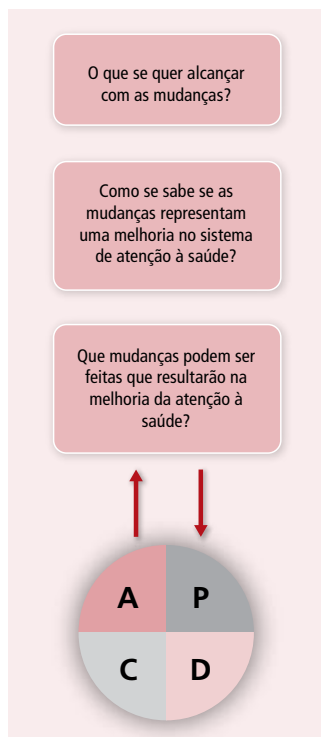 O que se quer alcançar
com as mudanças?
Como se sabe se as
mudanças representam
uma melhoria no sistema
de atenção à saúde?
Que mudanças podem ser
feitas que resultarão na
melhoria da atenção à
saúde?
A P
C D